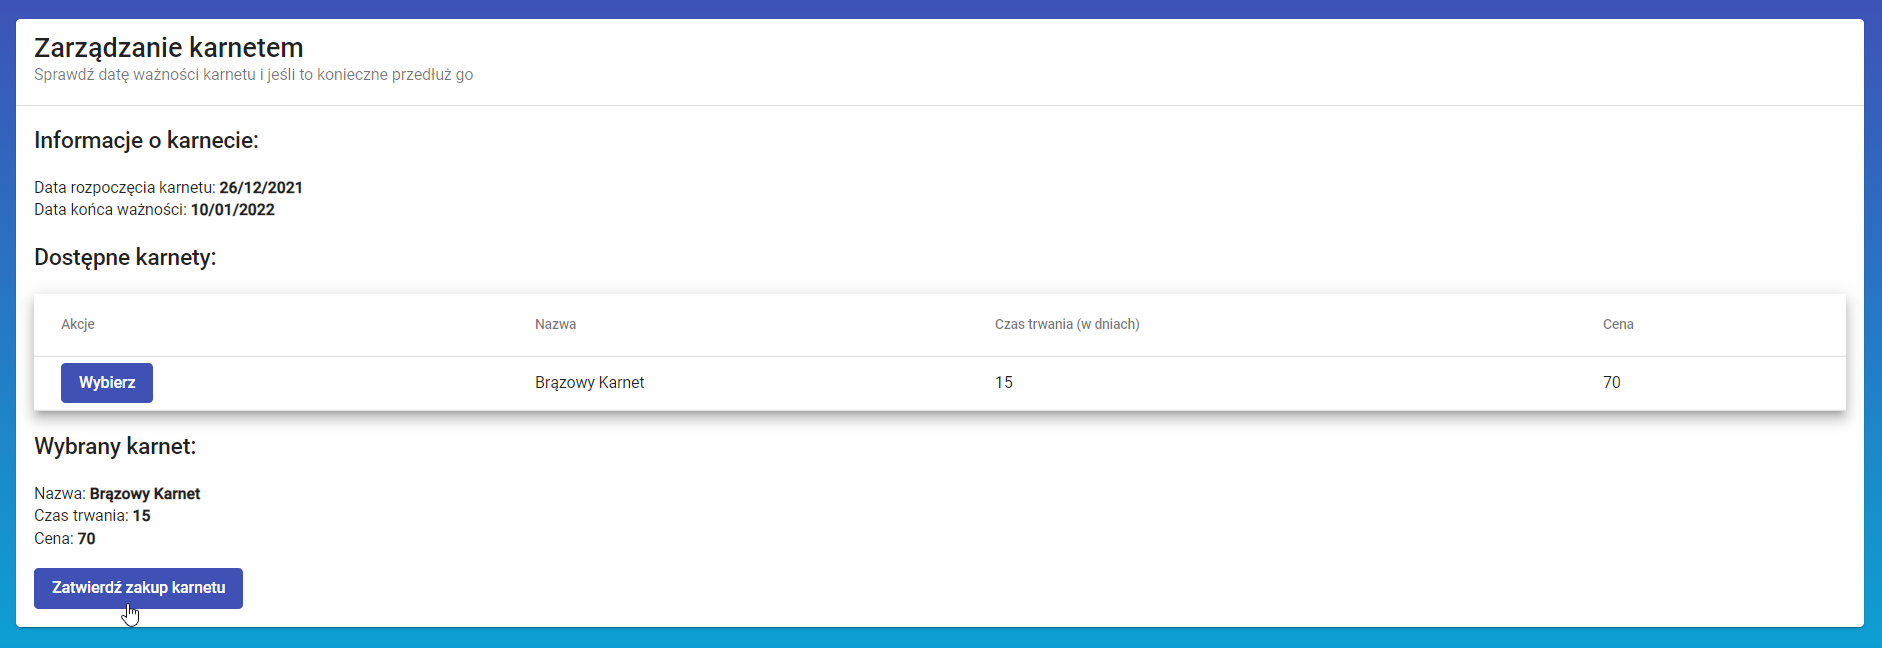 Zarządzanie karnetem
Sprawdź datę ważności karnetu i jeśli to konieczne przedłuż go
Informacje o karnecie:
Data rozpoczęcia karnetu: 26/12/2021
Data końca ważności: 10/01/2022
Dostępne karnety:
Akcje Nazwa Czas trwania (w dniach) Cena
Wybierz Brązowy Karnet 15 70
Wybrany karnet:
Nazwa: Brązowy Karnet
Czas trwania: 15
Cena: 70
Zatwierdź zakup karnetu